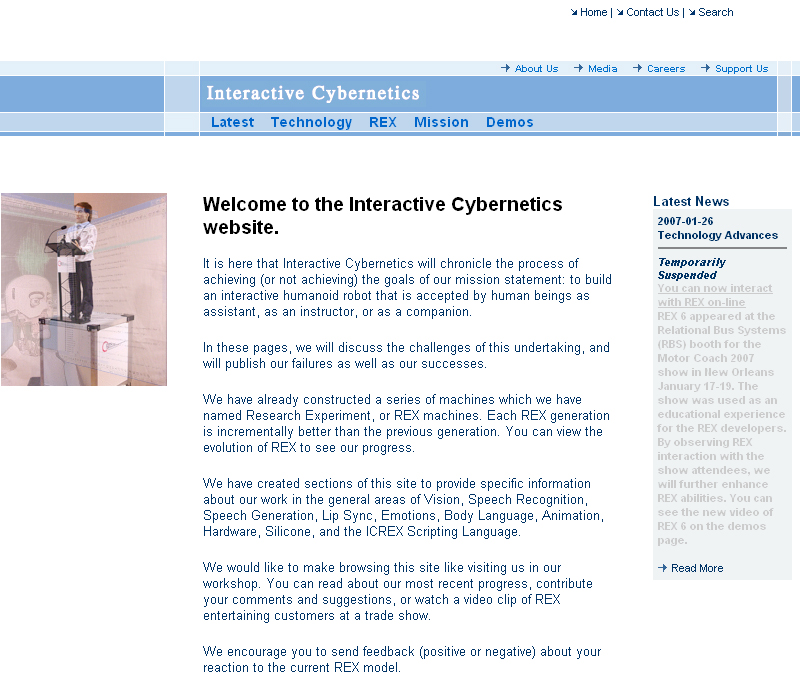 Home | Contact Us | Search
About Us Media Careers Support Us
Interactive Cybernetics
Latest Technology REX Mission Demos
Welcome to the Interactive Cybernetics
website.
It is here that Interactive Cybernetics will chronicle the process of
achieving (or not achieving) the goals of our mission statement: to build
an interactive humanoid robot that is accepted by human beings as
assistant, as an instructor, or as a companion.
In these pages, we will discuss the challenges of this undertaking, and
will publish our failures as well as our successes.
We have already constructed a series of machines which we have
named Research Experiment, or REX machines. Each REX generation
is incrementally better than the previous generation. You can view the
evolution of REX to see our progress.
We have created sections of this site to provide specific information
about our work in the general areas of Vision, Speech Recognition,
Speech Generation, Lip Sync, Emotions, Body Language, Animation,
Hardware, Silicone, and the ICREX Scripting Language.
We would like to make browsing this site like visiting us in our
workshop. You can read about our most recent progress, contribute
your comments and suggestions, or watch a video clip of REX
entertaining customers at a trade show.
We encourage you to send feedback (positive or negative) about your
reaction to the current REX model.
Latest News
2007-01-26
Technology Advances
Temporarily
Suspended
You can now interact
with REX on-line
REX 6 appeared at the
Relational Bus Systems
(RBS) booth for the
Motor Coach 2007
show in New Orleans
January 17-19. The
show was used as an
educational experience
for the REX developers.
By observing REX
interaction with the
show attendees, we
will further enhance
REX abilities. You can
see the new video of
REX 6 on the demos
page.
Read More